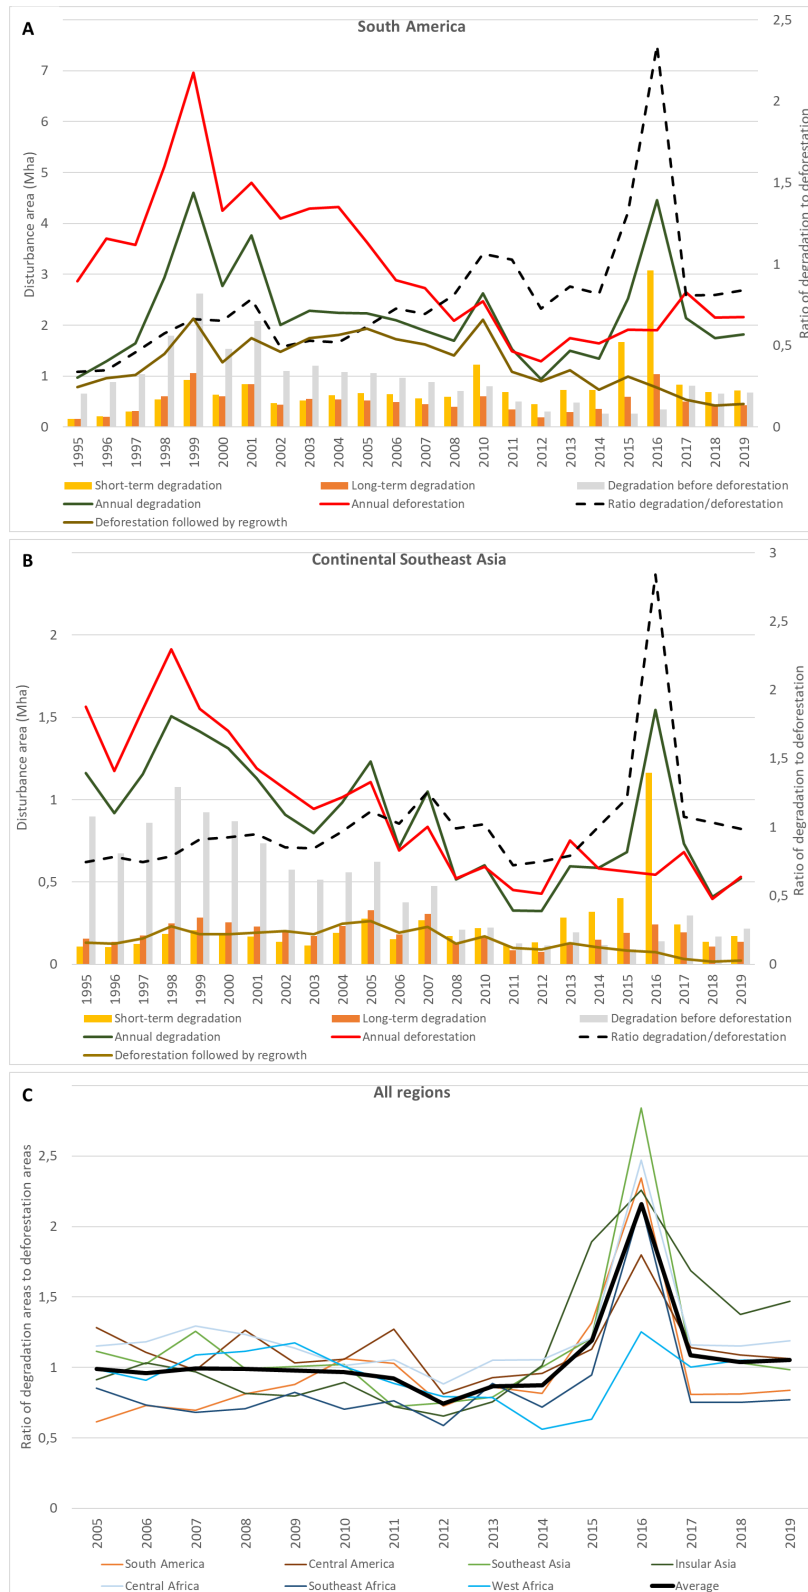 A
South America
2,5
2
1,5
1
0,5
0
7
6
5
4
3
2
1
0
Disturbance area (Mha)
Ratio of degradation to deforestation
1995 1996 1997 1998 1999 2000 2001 2002 2003 2004 2005 2006 2007 2008 2009 2010 2011 2012 2013 2014 2015 2016 2017 2018 2019
Short-term degradation Long-term degradation Degradation before deforestation
Annual degradation Annual deforestation Ratio degradation/deforestation
Deforestation followed by regrowth
B
Continental Southeast Asia
3
2,5
2
1,5
1
0,5
0
2
1,5
1
0,5
0
Disturbance area (Mha)
Ratio of degradation to deforestation
1995 1996 1997 1998 1999 2000 2001 2002 2003 2004 2005 2006 2007 2008 2009 2010 2011 2012 2013 2014 2015 2016 2017 2018 2019
Short-term degradation Long-term degradation Degradation before deforestation
Annual degradation Annual deforestation Ratio degradation/deforestation
Deforestation followed by regrowth
C
All regions
2,5
2
1,5
1
0,5
0
Ratio of degradation areas to deforestation areas
2005 2006 2007 2008 2009 2010 2011 2012 2013 2014 2015 2016 2017 2018 2019
South America Central America Southeast Asia Insular Asia
Central Africa Southeast Africa West Africa Average